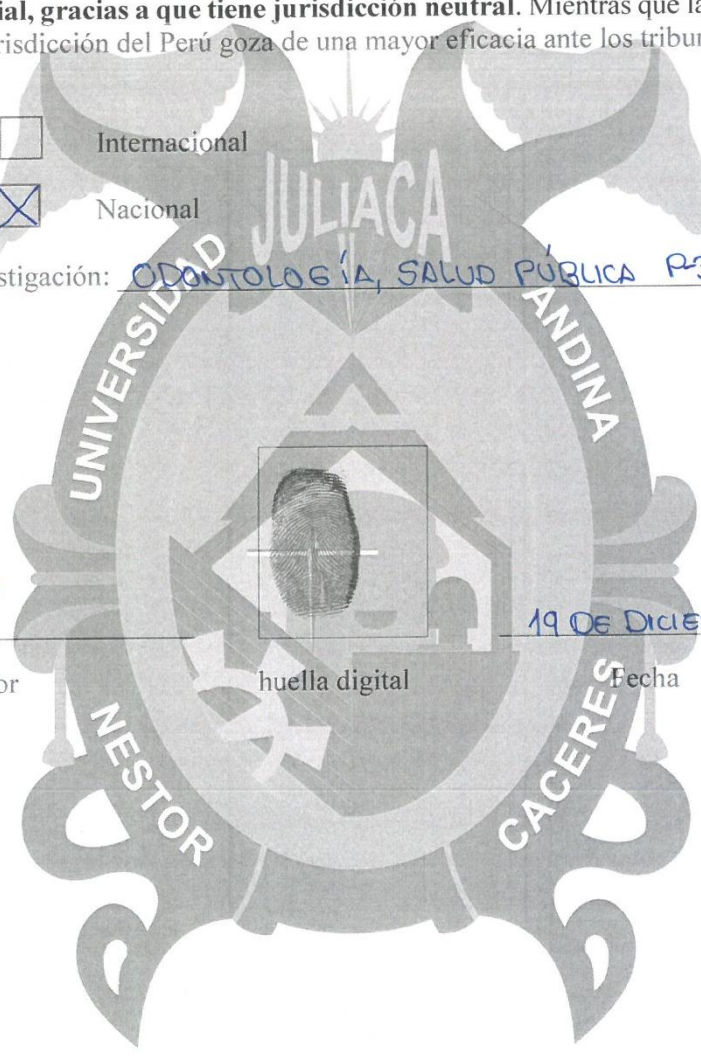 ial, gracias a que tiene jurisdicción neutral. Mientras que la
risdicción del Perú goza de una mayor eficacia ante los tribun
Internacional
X Nacional
JULIACA
UNIVERSIDAD
ANDINA
stigación: ODONTOLOGÍA, SALUD PÚBLICA P-3
19 DE DICIE
or
huella digital
Fecha
NESTOR
CACERES